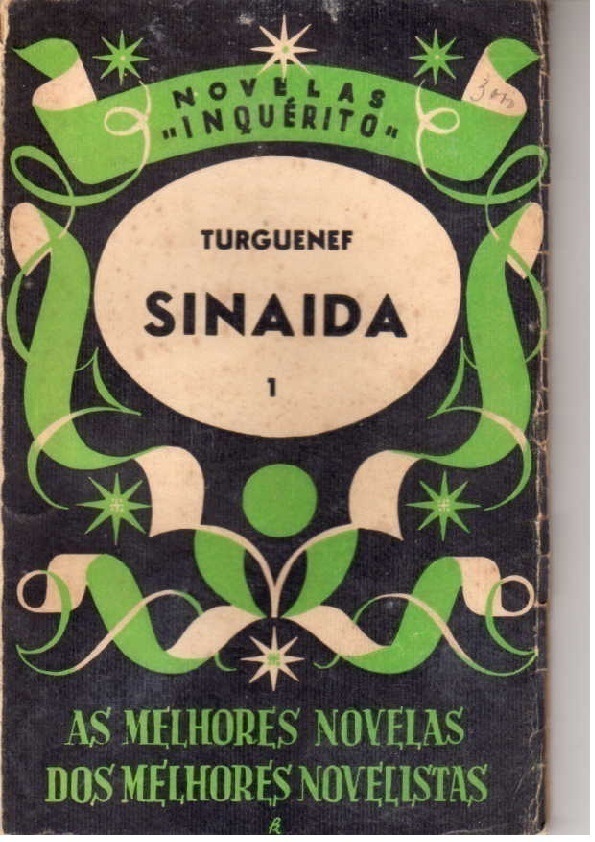 NOVELAS
"INQUÉRITO"
TURGUENEF
SINAIDA
1
AS MELHORES NOVELAS
DOS MELHORES NOVELISTAS